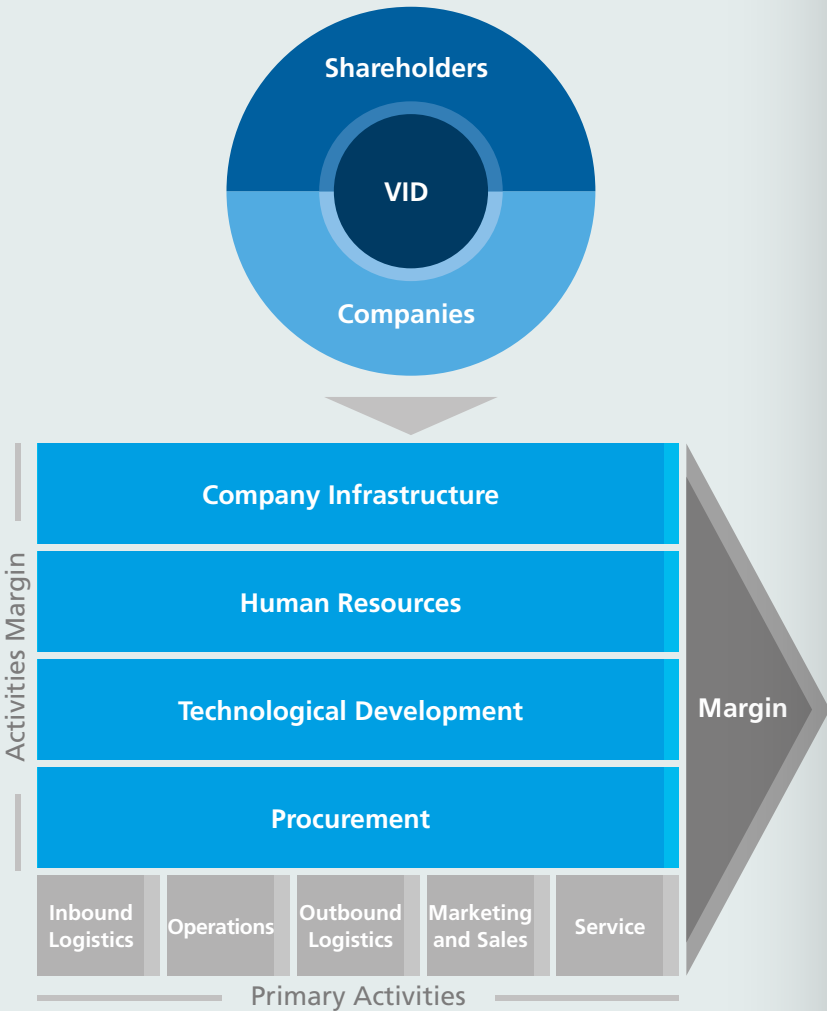 Shareholders
VID
Companies
Company Infrastructure
Human Resources
Technological Development
Procurement
Activities Margin
Margin
Inbound
Logistics
Operations
Outbound
Logistics
Marketing
and Sales
Service
Primary Activities